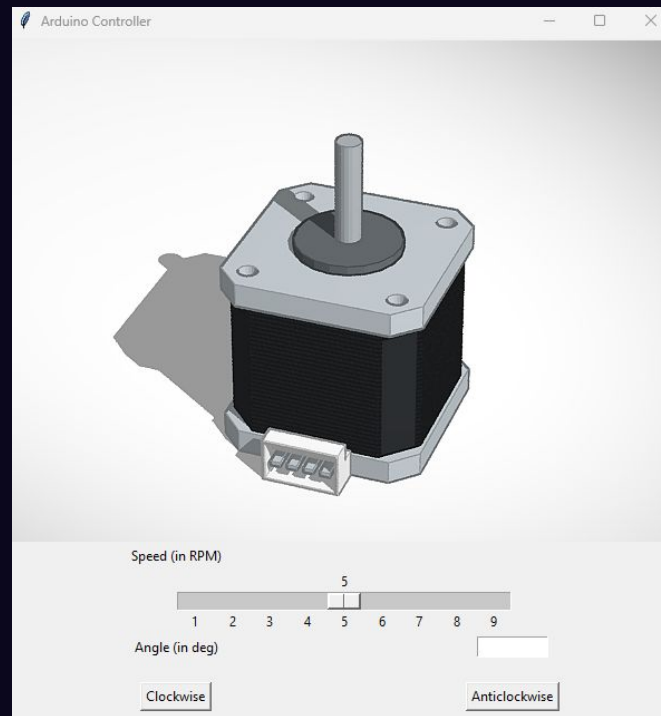 Arduino Controller
Speed (in RPM)
5
1 2 3 4 5 6 7 8 9
Angle (in deg)
Clockwise Anticlockwise